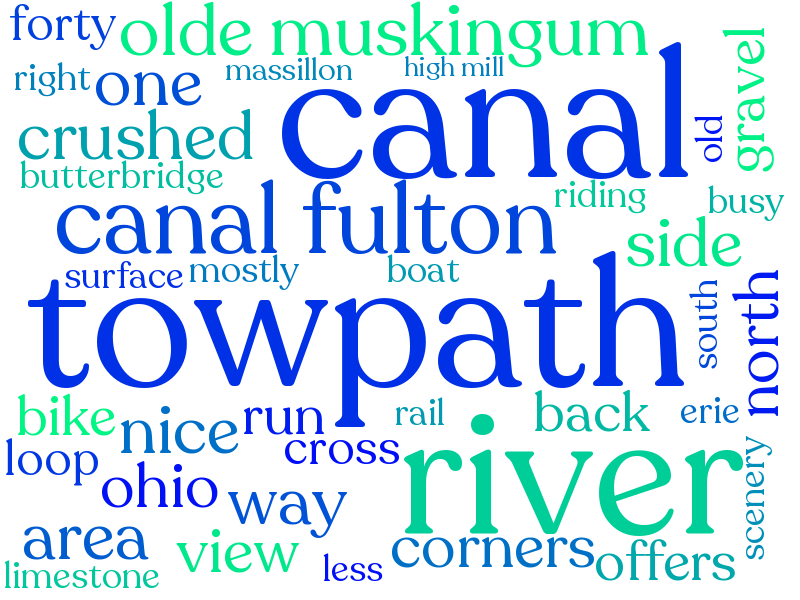 forty
olde muskingum
right
one
massillon
high mill
canal
old
gravel
crushed
butterbridge
canal fulton
riding
busy
side
surface
mostly
boat
towpath
south
north
bike
nice
run
rail
back
erie
loop
cross
river
scenery
ohio
way
area
view
corners
offers
limestone
less